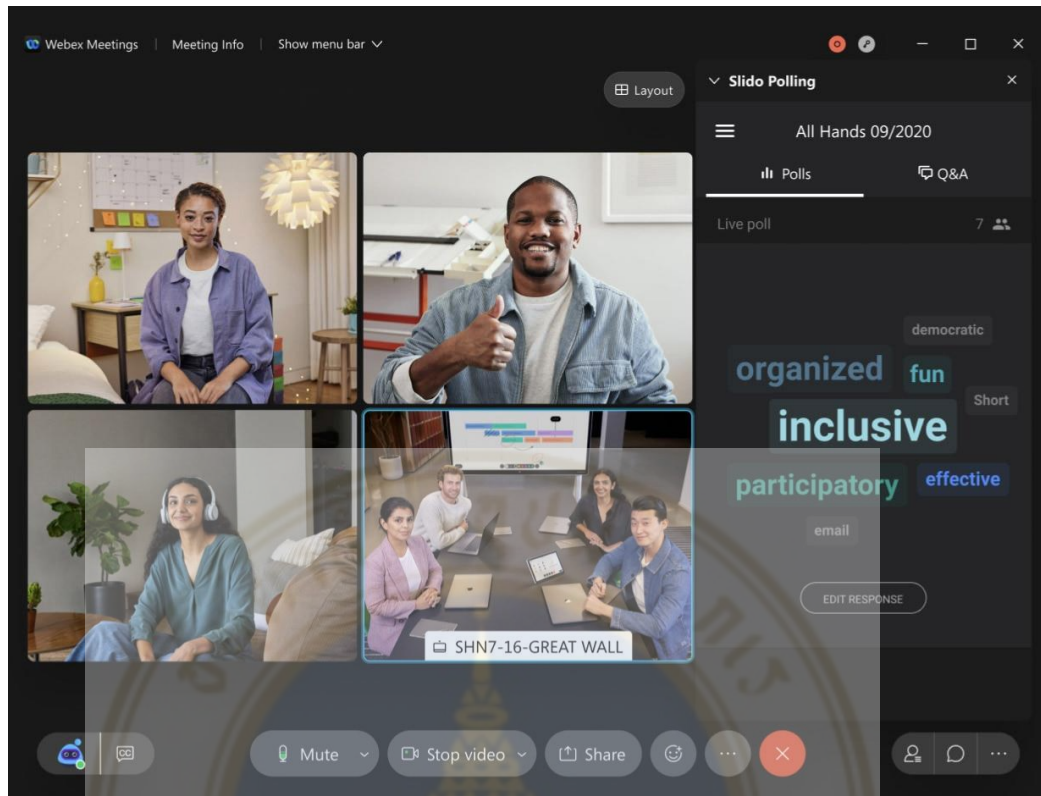 Webex Meetings | Meeting Info | Show menu bar
Layout
Slido Polling
All Hands 09/2020
Polls
Q&A
Live poll
7
democratic
organized
fun
Short
inclusive
participatory
effective
email
EDIT RESPONSE
SHN7-16-GREAT WALL
CC
Mute
Stop video
Share